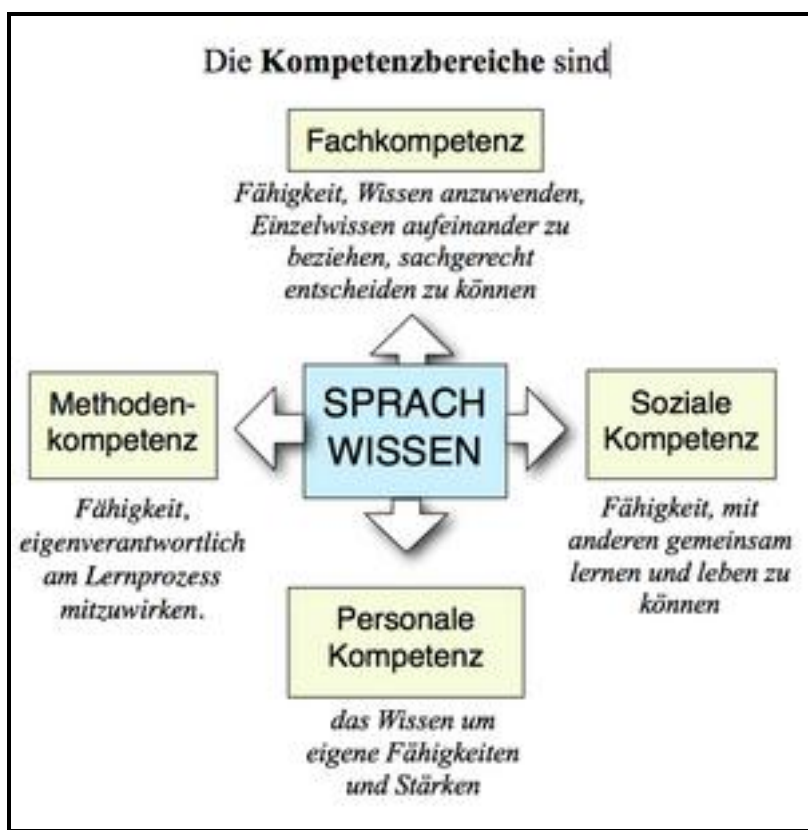 Die Kompetenzbereiche sind
Fachkompetenz
Fähigkeit, Wissen anzuwenden,
Einzelwissen aufeinander zu
beziehen, sachgerecht
entscheiden zu können
Methoden-
kompetenz
Fähigkeit,
eigenverantwortlich
am Lernprozess
mitzuwirken.
SPRACH
WISSEN
Soziale
Kompetenz
Fähigkeit, mit
anderen gemeinsam
lernen und leben zu
können
Personale
Kompetenz
das Wissen um
eigene Fähigkeiten
und Stärken